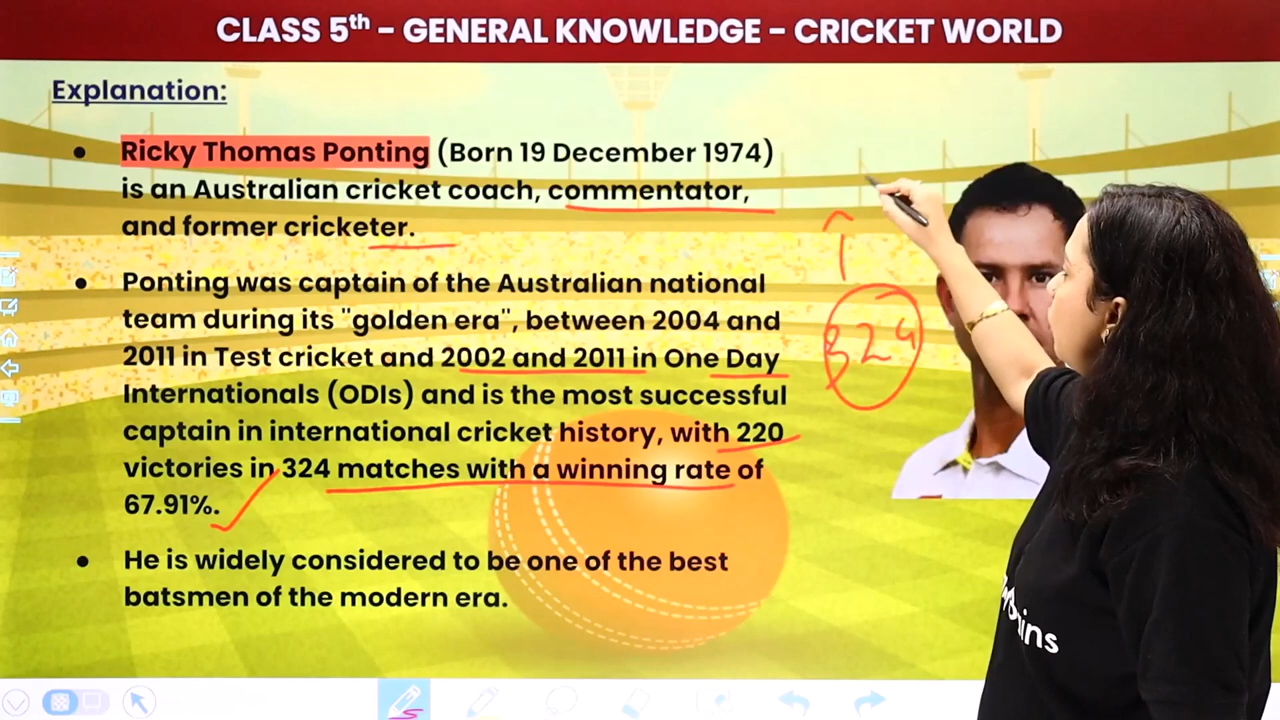 CLASS 5th – GENERAL KNOWLEDGE – CRICKET WORLD
Explanation:
• Ricky Thomas Ponting (Born 19 December 1974)
is an Australian cricket coach, commentator,
and former cricketer.
• Ponting was captain of the Australian national
team during its "golden era", between 2004 and
2011 in Test cricket and 2002 and 2011 in One Day
Internationals (ODIs) and is the most successful
captain in international cricket history, with 220
victories in 324 matches with a winning rate of
67.91%.
• He is widely considered to be one of the best
batsmen of the modern era.
324